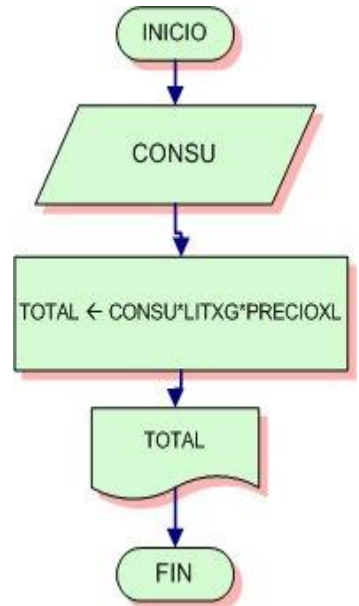 INICIO
CONSU
TOTAL ← CONSU*LITXG*PRECIOXL
TOTAL
FIN